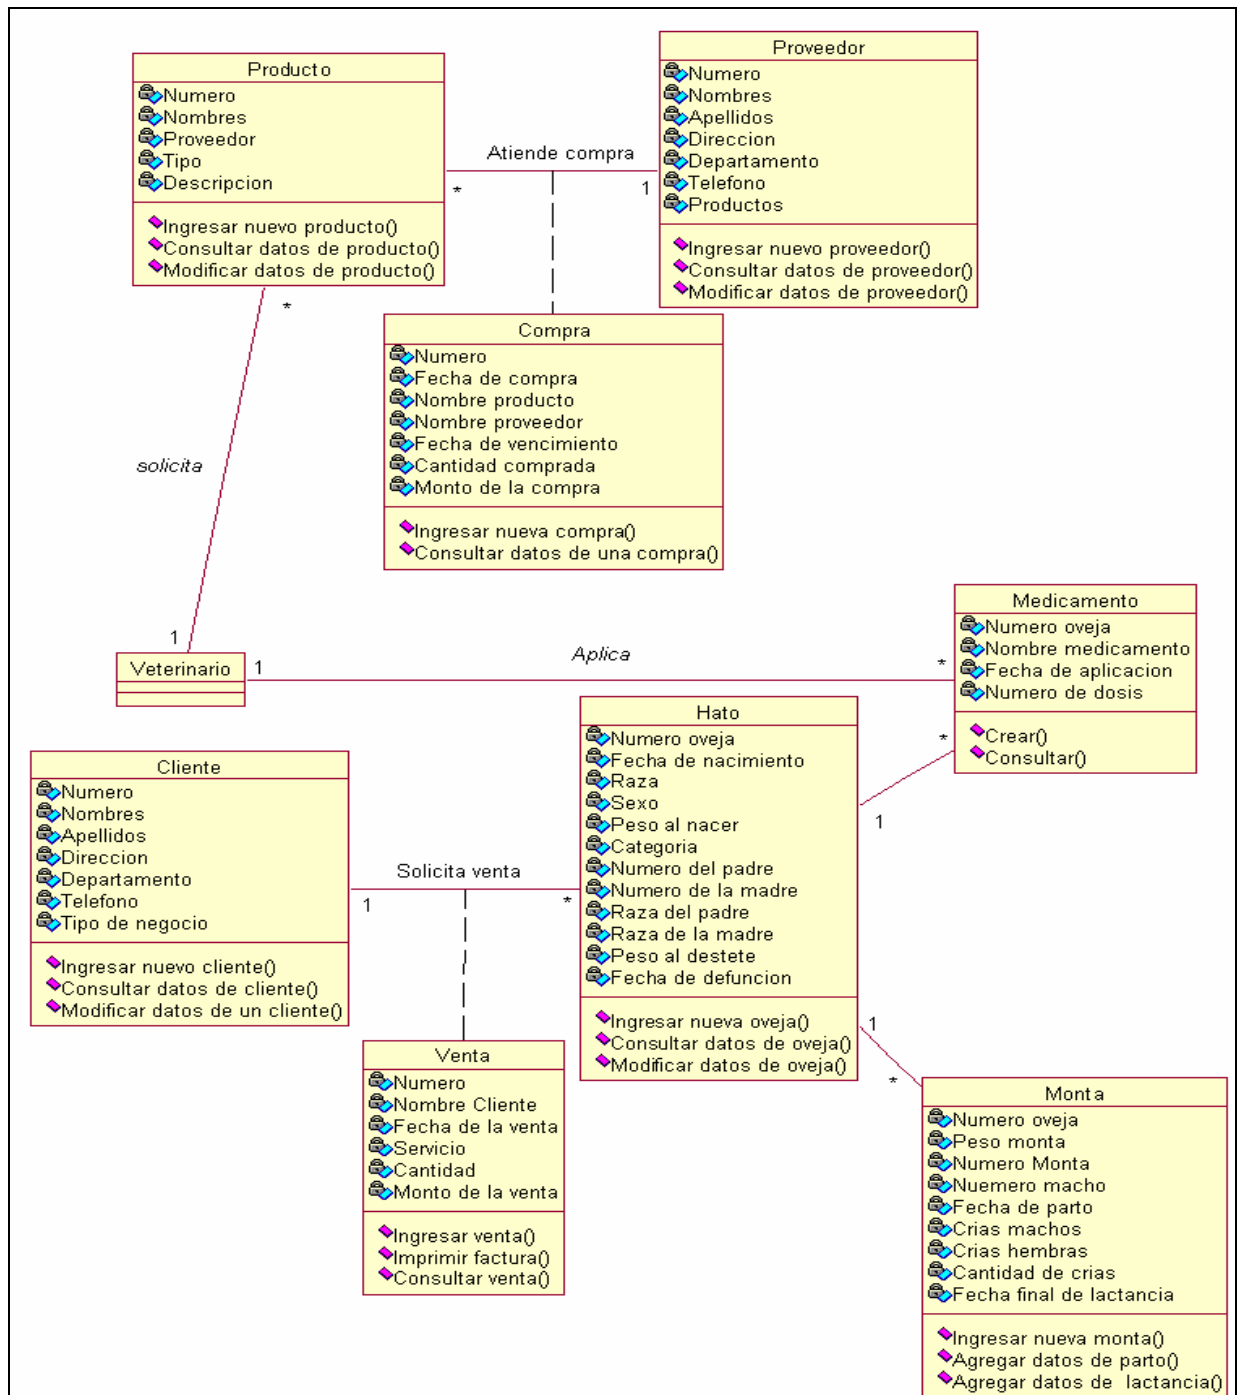 Producto
Numero
Nombres
Proveedor
Tipo
Descripcion
Ingresar nuevo producto()
Consultar datos de producto()
Modificar datos de producto()
Atiende compra
*
1
Proveedor
Numero
Nombres
Apellidos
Direccion
Departamento
Telefono
Productos
Ingresar nuevo proveedor()
Consultar datos de proveedor()
Modificar datos de proveedor()
*
Compra
Numero
Fecha de compra
Nombre producto
Nombre proveedor
Fecha de vencimiento
Cantidad comprada
Monto de la compra
Ingresar nueva compra()
Consultar datos de una compra()
solicita
1
Veterinario
1
Aplica
*
Medicamento
Numero oveja
Nombre medicamento
Fecha de aplicacion
Numero de dosis
Crear()
Consultar()
*
1
Hato
Numero oveja
Fecha de nacimiento
Raza
Sexo
Peso al nacer
Categoria
Numero del padre
Numero de la madre
Raza del padre
Raza de la madre
Peso al destete
Fecha de defuncion
Ingresar nueva oveja()
Consultar datos de oveja()
Modificar datos de oveja()
Cliente
Numero
Nombres
Apellidos
Direccion
Departamento
Telefono
Tipo de negocio
Ingresar nuevo cliente()
Consultar datos de cliente()
Modificar datos de un cliente()
Solicita venta
1
*
Venta
Numero
Nombre Cliente
Fecha de la venta
Servicio
Cantidad
Monto de la venta
Ingresar venta()
Imprimir factura()
Consultar venta()
1
*
Monta
Numero oveja
Peso monta
Numero Monta
Nuemero macho
Fecha de parto
Crias machos
Crias hembras
Cantidad de crias
Fecha final de lactancia
Ingresar nueva monta()
Agregar datos de parto()
Agregar datos de lactancia()